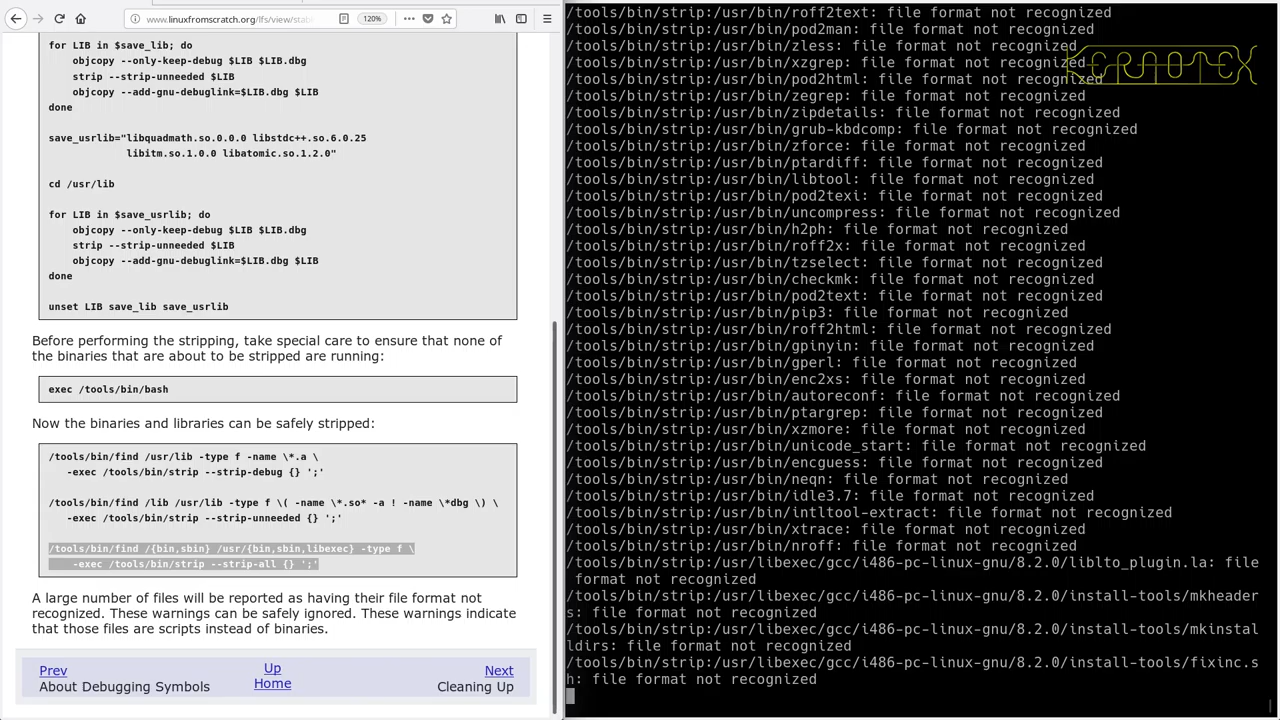 www.linuxfromscratch.org/lfs/view/stabl
120%
for LIB in $save_lib; do
objcopy --only-keep-debug $LIB $LIB.dbg
strip --strip-unneeded $LIB
objcopy --add-gnu-debuglink=$LIB.dbg $LIB
done
save_usrlib="libquadmath.so.0.0.0 libstdc++.so.6.0.25
libitm.so.1.0.0 libatomic.so.1.2.0"
cd /usr/lib
for LIB in $save_usrlib; do
objcopy --only-keep-debug $LIB $LIB.dbg
strip --strip-unneeded $LIB
objcopy --add-gnu-debuglink=$LIB.dbg $LIB
done
unset LIB save_lib save_usrlib
Before performing the stripping, take special care to ensure that none of
the binaries that are about to be stripped are running:
exec /tools/bin/bash
Now the binaries and libraries can be safely stripped:
/tools/bin/find /usr/lib -type f -name \*.a \
-exec /tools/bin/strip --strip-debug {} ';'
/tools/bin/find /lib /usr/lib -type f \( -name \*.so* -a ! -name \*dbg \) \
-exec /tools/bin/strip --strip-unneeded {} ';'
/tools/bin/find /{bin,sbin} /usr/{bin,sbin,libexec} -type f \
-exec /tools/bin/strip --strip-all {} ';'
A large number of files will be reported as having their file format not
recognized. These warnings can be safely ignored. These warnings indicate
that those files are scripts instead of binaries.
Prev
About Debugging Symbols
Up
Home
Next
Cleaning Up
/tools/bin/strip:/usr/bin/roff2text: file format not recognized
/tools/bin/strip:/usr/bin/pod2man: file format not recognized
/tools/bin/strip:/usr/bin/zless: file format not recognized
/tools/bin/strip:/usr/bin/xzgrep: file format not recognized
/tools/bin/strip:/usr/bin/pod2html: file format not recognized
/tools/bin/strip:/usr/bin/zegrep: file format not recognized
/tools/bin/strip:/usr/bin/zipdetails: file format not recognized
/tools/bin/strip:/usr/bin/grub-kbdcomp: file format not recognized
/tools/bin/strip:/usr/bin/zforce: file format not recognized
/tools/bin/strip:/usr/bin/ptardiff: file format not recognized
/tools/bin/strip:/usr/bin/libtool: file format not recognized
/tools/bin/strip:/usr/bin/pod2texi: file format not recognized
/tools/bin/strip:/usr/bin/uncompress: file format not recognized
/tools/bin/strip:/usr/bin/h2ph: file format not recognized
/tools/bin/strip:/usr/bin/roff2x: file format not recognized
/tools/bin/strip:/usr/bin/tzselect: file format not recognized
/tools/bin/strip:/usr/bin/checkmk: file format not recognized
/tools/bin/strip:/usr/bin/pod2text: file format not recognized
/tools/bin/strip:/usr/bin/pip3: file format not recognized
/tools/bin/strip:/usr/bin/roff2html: file format not recognized
/tools/bin/strip:/usr/bin/gpinyin: file format not recognized
/tools/bin/strip:/usr/bin/gperl: file format not recognized
/tools/bin/strip:/usr/bin/enc2xs: file format not recognized
/tools/bin/strip:/usr/bin/autoreconf: file format not recognized
/tools/bin/strip:/usr/bin/ptargrep: file format not recognized
/tools/bin/strip:/usr/bin/xzmore: file format not recognized
/tools/bin/strip:/usr/bin/unicode_start: file format not recognized
/tools/bin/strip:/usr/bin/encguess: file format not recognized
/tools/bin/strip:/usr/bin/neqn: file format not recognized
/tools/bin/strip:/usr/bin/idle3.7: file format not recognized
/tools/bin/strip:/usr/bin/intltool-extract: file format not recognized
/tools/bin/strip:/usr/bin/xtrace: file format not recognized
/tools/bin/strip:/usr/bin/nroff: file format not recognized
/tools/bin/strip:/usr/libexec/gcc/i486-pc-linux-gnu/8.2.0/liblto_plugin.la: file
format not recognized
/tools/bin/strip:/usr/libexec/gcc/i486-pc-linux-gnu/8.2.0/install-tools/mkheader
s: file format not recognized
/tools/bin/strip:/usr/libexec/gcc/i486-pc-linux-gnu/8.2.0/install-tools/mkinstal
ldirs: file format not recognized
/tools/bin/strip:/usr/libexec/gcc/i486-pc-linux-gnu/8.2.0/install-tools/fixinc.s
h: file format not recognized